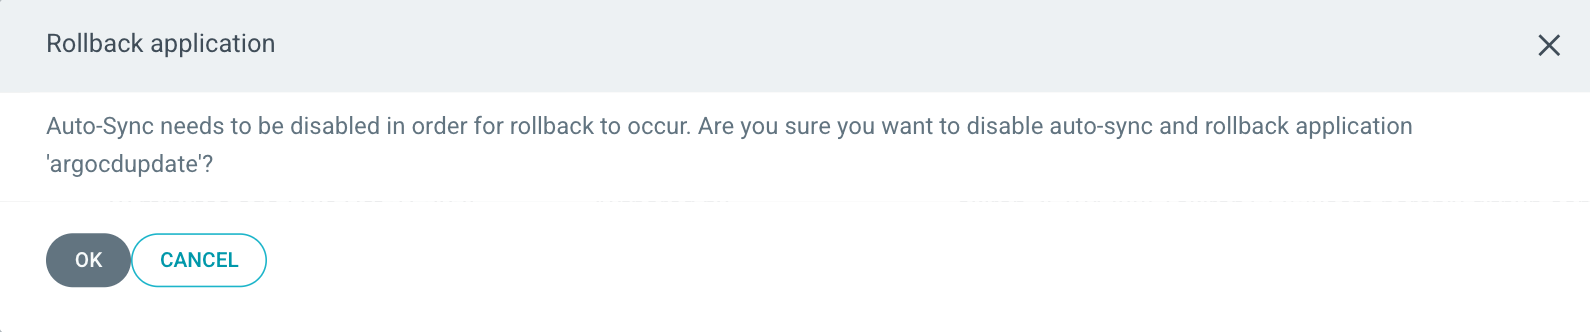 Rollback application
Auto-Sync needs to be disabled in order for rollback to occur. Are you sure you want to disable auto-sync and rollback application
'argocdupdate'?
OK
CANCEL